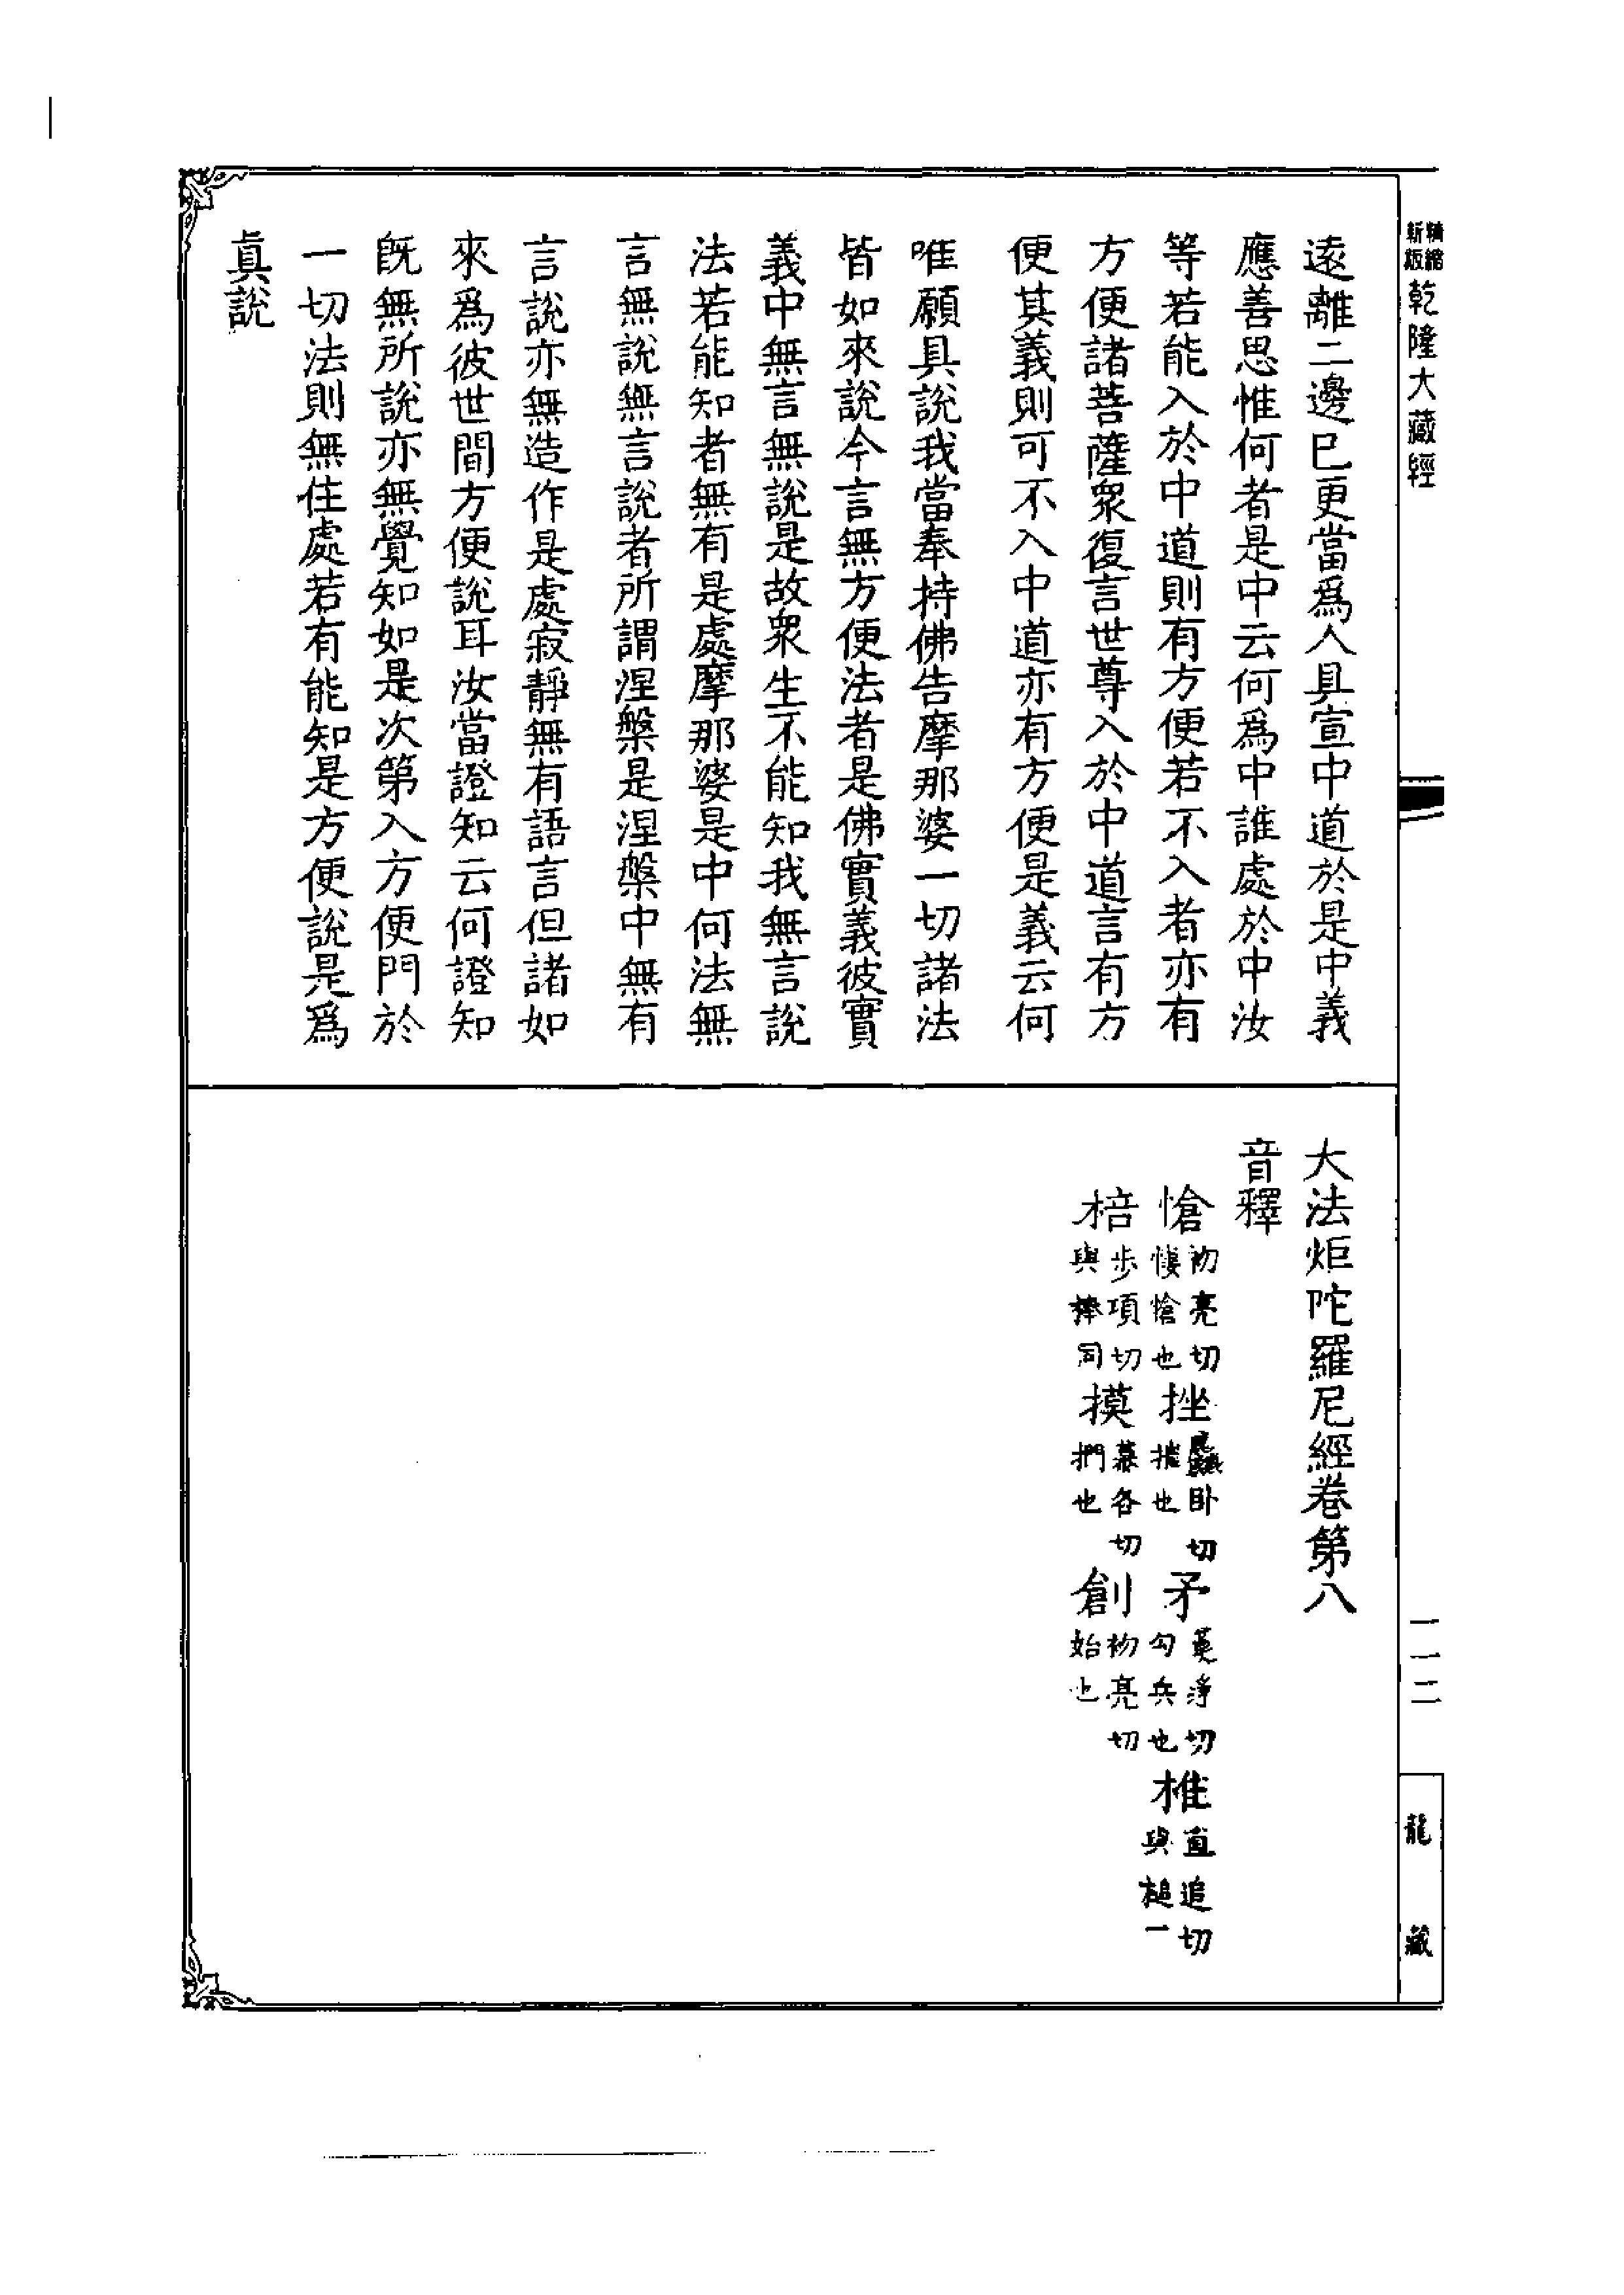 新版精縮乾隆大藏經
一一二
龍藏
遠離二邊已更當為人具宣中道於是中義
應善思惟何者是中云何為中誰處於中汝
等若能入於中道則有方便若不入者亦有
方便諸菩薩眾復言世尊入於中道言有方
便其義則可不入中道亦有方便是義云何
唯願具說我當奉持佛告摩那婆一切諸法
皆如來說今言無方便法者是佛實義彼實
義中無言無說是故眾生不能知我無言說
法若能知者無有是處摩那婆是中何法無
言無說無言說者所謂涅槃是涅槃中無有
言說亦無造作是處寂靜無有語言但諸如
來為彼世間方便說耳汝當證知云何證知
既無所說亦無覺知如是次第入方便門於
一切法則無住處若有能知是方便說是為
真說
大法炬陀羅尼經卷第八
音釋
愴初亮切悽愴也挫臥切摧也矛莫浮切勾兵也椎直追切與槌一
棓步項切與棒同摸慕各切捫也創初亮切始也